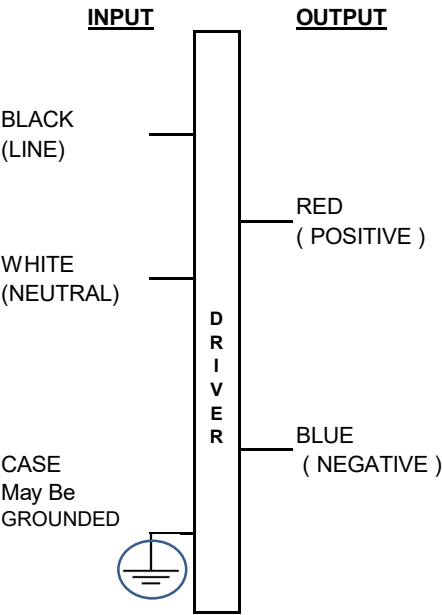 INPUT
OUTPUT
BLACK
(LINE)
RED
( POSITIVE )
WHITE
(NEUTRAL)
D
R
I
V
E
R
BLUE
( NEGATIVE )
CASE
May Be
GROUNDED